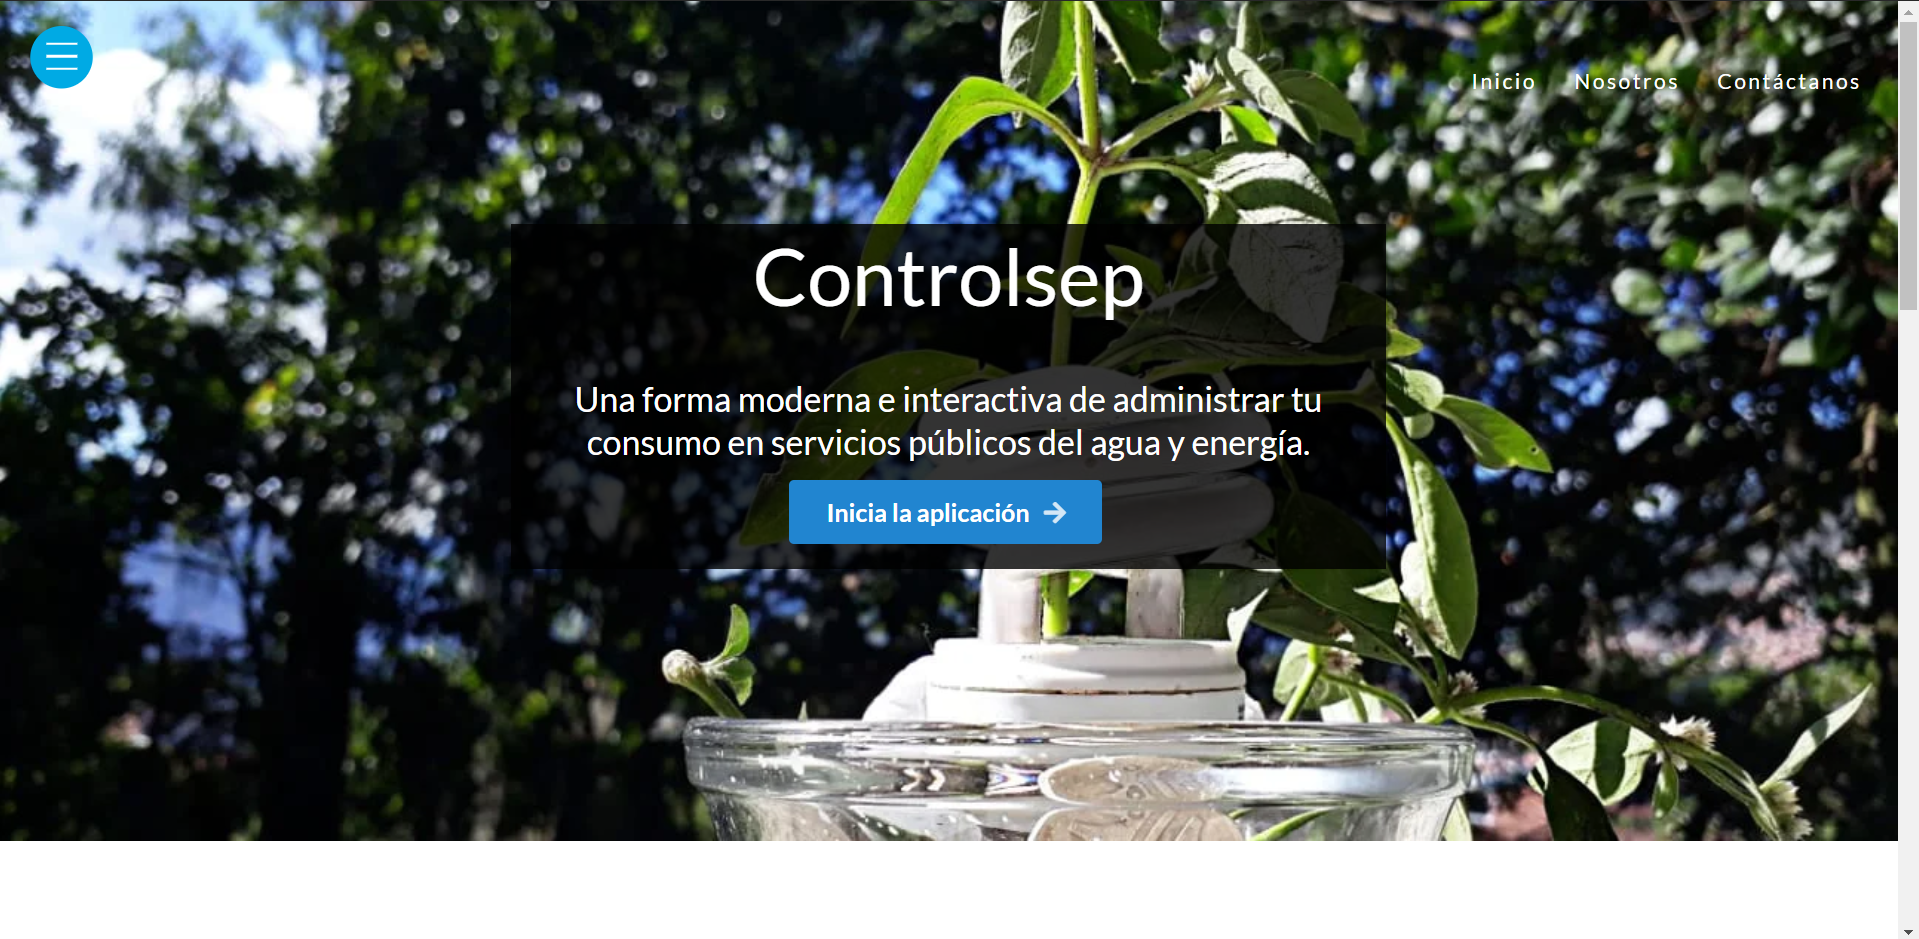 Inicio Nosotros Contáctanos
Controlsep
Una forma moderna e interactiva de administrar tu
consumo en servicios públicos del agua y energía.
Inicia la aplicación